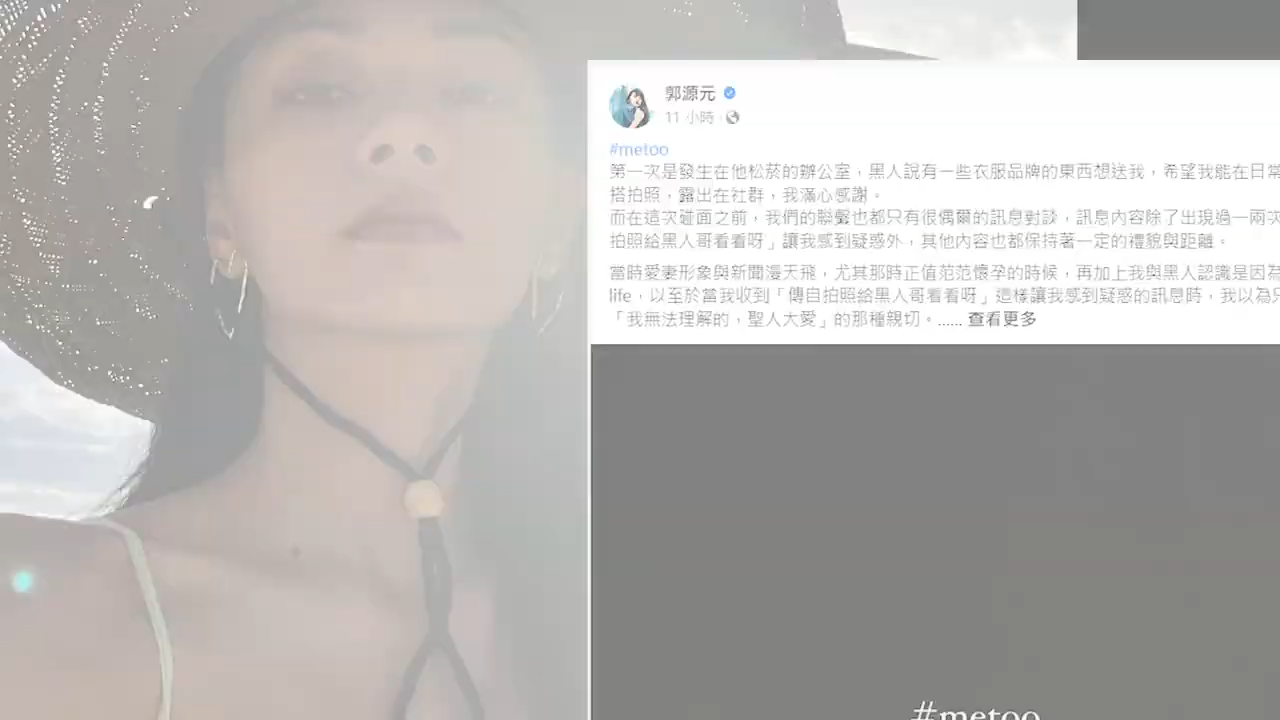 郭源元
11 小時
#metoo
第一次是發生在他松菸的辦公室，黑人說有一些衣服品牌的東西想送我，希望我能在日常
搭拍照，露出在社群，我滿心感謝。
而在這次碰面之前，我們的聯繫也都只有很偶爾的訊息對談，訊息內容除了出現過一兩次
拍照給黑人哥看看呀」讓我感到疑惑外，其他內容也都保持著一定的禮貌與距離。
當時愛妻形象與新聞漫天飛，尤其那時正值范范懷孕的時候，再加上我與黑人認識是因為
life，以至於當我收到「傳自拍照給黑人哥看看呀」這樣讓我感到疑惑的訊息時，我以為只
「我無法理解的，聖人大愛」的那種親切。...... 查看更多
#metoo